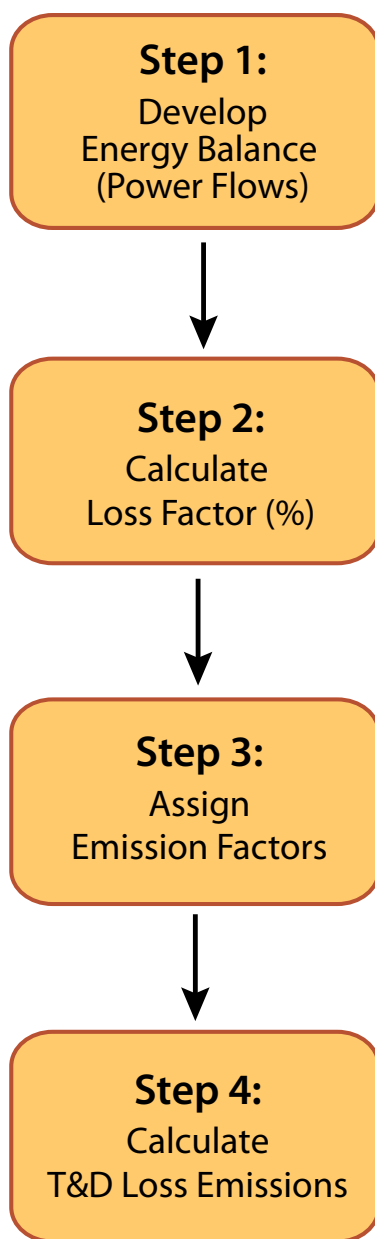 Step 1:
Develop
Energy Balance
(Power Flows)
Step 2:
Calculate
Loss Factor (%)
Step 3:
Assign
Emission Factors
Step 4:
Calculate
T&D Loss Emissions